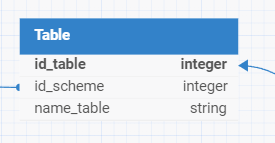 Table
id_table integer
id_scheme integer
name_table string